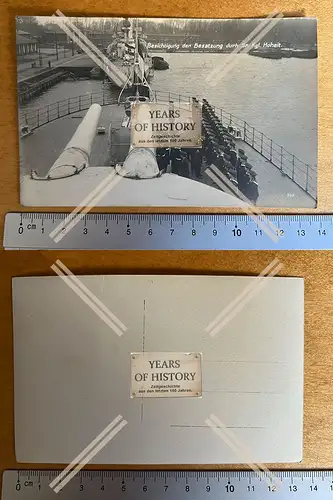 Besichtigung der Besatzung durch Sr. Kgl. Hoheit.
YEARS
OF HISTORY
Zeitgeschichte
aus den letzten 100 Jahren.
0 cm 1 2 3 4 5 6 7 8 9 10 11 12 13 14
YEARS
OF HISTORY
Zeitgeschichte
aus den letzten 100 Jahren.
0 cm 1 2 3 4 5 6 7 8 9 10 11 12 13 14